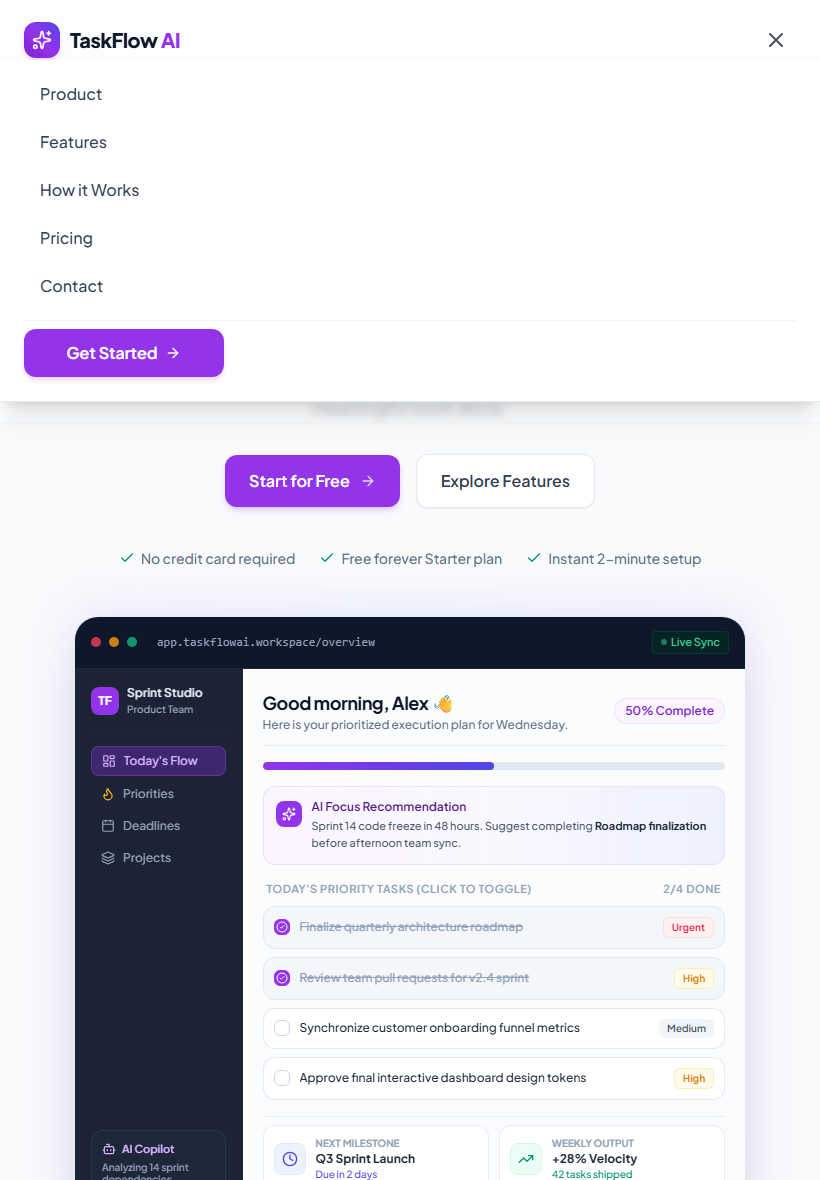 TaskFlow AI
Product
Features
How it Works
Pricing
Contact
Get Started
meaningful work done.
Start for Free
Explore Features
No credit card required
Free forever Starter plan
Instant 2-minute setup
app.taskflowai.workspace/overview
Live Sync
TF
Sprint Studio
Product Team
Today's Flow
Priorities
Deadlines
Projects
AI Copilot
Analyzing 14 sprint
dependencies
Good morning, Alex 👋
50% Complete
Here is your prioritized execution plan for Wednesday.
AI Focus Recommendation
Sprint 14 code freeze in 48 hours. Suggest completing Roadmap finalization
before afternoon team sync.
TODAY'S PRIORITY TASKS (CLICK TO TOGGLE)
2/4 DONE
Finalize quarterly architecture roadmap
Urgent
Review team pull requests for v2.4 sprint
High
Synchronize customer onboarding funnel metrics
Medium
Approve final interactive dashboard design tokens
High
NEXT MILESTONE
Q3 Sprint Launch
Due in 2 days
WEEKLY OUTPUT
+28% Velocity
42 tasks shipped